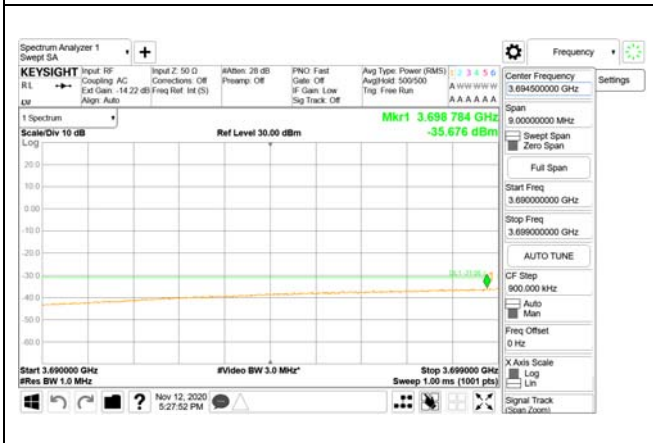 Spectrum Analyzer 1
Swept SA
+
Frequency
KEYSIGHT
Input: RF
Coupling: AC
Ext Gain: -14.22 dB
Align: Auto
Input Z: 50 Ω
Corrections: Off
Freq Ref: Int (S)
#Atten: 28 dB
Preamp: Off
PNO: Fast
Gate: Off
IF Gain: Low
Sig Track: Off
Avg Type: Power (RMS)
Avg|Hold: 500/500
Trig: Free Run
1 2 3 4 5 6
A W W W W W
A A A A A A
RL
1 Spectrum
Scale/Div 10 dB
Ref Level 30.00 dBm
Mkr1 3.698 784 GHz
-35.676 dBm
Log
20.0
10.0
0.00
-10.0
-20.0
-30.0
-40.0
-50.0
-60.0
Start 3.690000 GHz
#Res BW 1.0 MHz
#Video BW 3.0 MHz*
Stop 3.699000 GHz
Sweep 1.00 ms (1001 pts)
Nov 12, 2020
5:27:52 PM
?
Center Frequency
3.694500000 GHz
Settings
Span
9.00000000 MHz
Swept Span
Zero Span
Full Span
Start Freq
3.690000000 GHz
Stop Freq
3.699000000 GHz
AUTO TUNE
CF Step
900.000 kHz
Auto
Man
Freq Offset
0 Hz
X Axis Scale
Log
Lin
Signal Track
(Span Zoom)